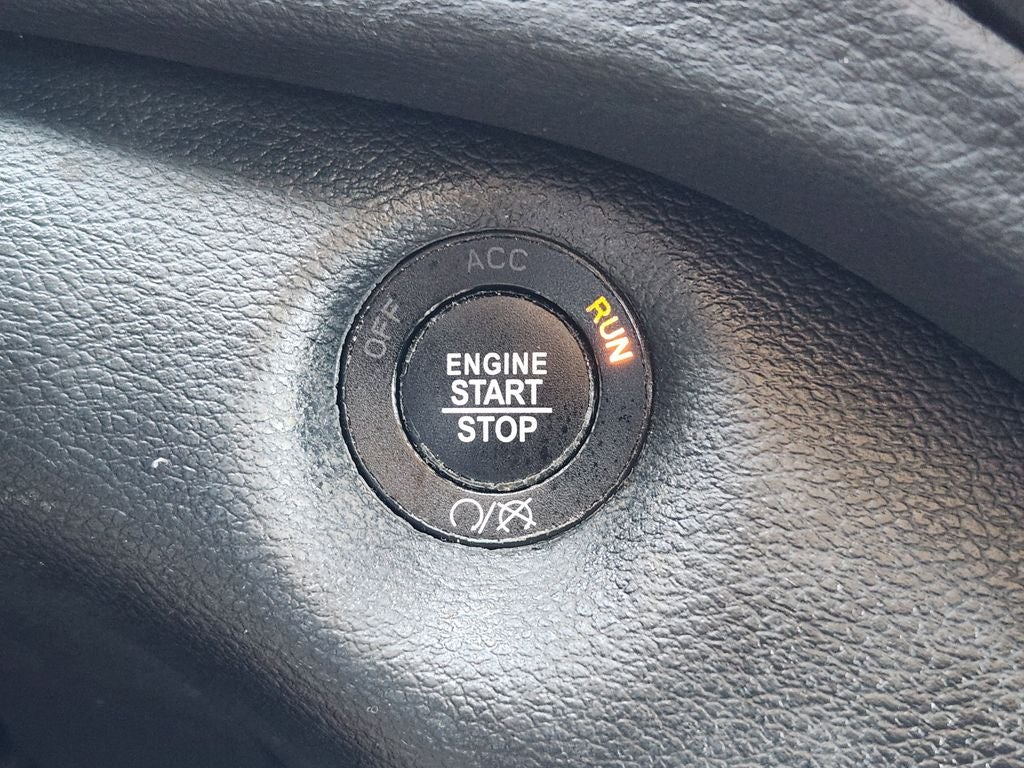 ACC
OFF
RUN
ENGINE
START
STOP